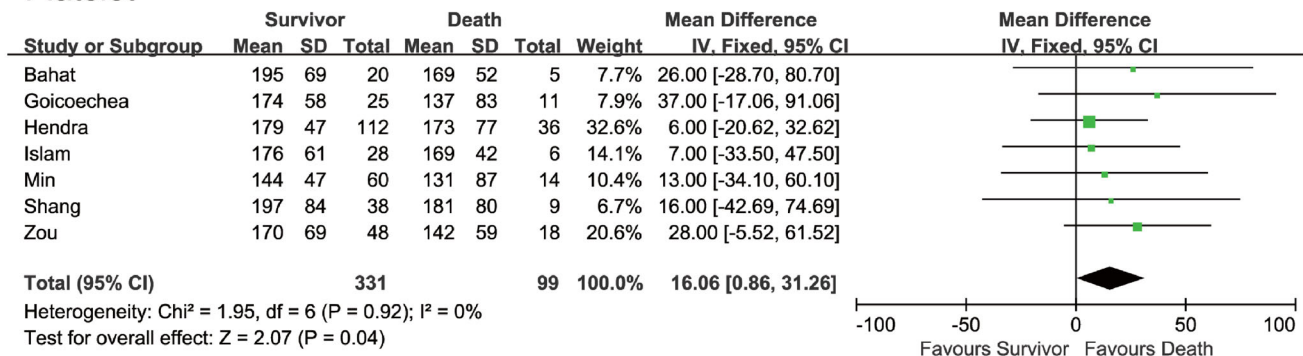 Survivor Death Mean Difference Mean Difference
Study or Subgroup Mean SD Total Mean SD Total Weight IV, Fixed, 95% CI IV, Fixed, 95% CI
Bahat 195 69 20 169 52 5 7.7% 26.00 [-28.70, 80.70]
Goicoechea 174 58 25 137 83 11 7.9% 37.00 [-17.06, 91.06]
Hendra 179 47 112 173 77 36 32.6% 6.00 [-20.62, 32.62]
Islam 176 61 28 169 42 6 14.1% 7.00 [-33.50, 47.50]
Min 144 47 60 131 87 14 10.4% 13.00 [-34.10, 60.10]
Shang 197 84 38 181 80 9 6.7% 16.00 [-42.69, 74.69]
Zou 170 69 48 142 59 18 20.6% 28.00 [-5.52, 61.52]
Total (95% CI) 331 99 100.0% 16.06 [0.86, 31.26]
Heterogeneity: Chi² = 1.95, df = 6 (P = 0.92); I² = 0%
Test for overall effect: Z = 2.07 (P = 0.04)
-100 -50 0 50 100
Favours Survivor Favours Death